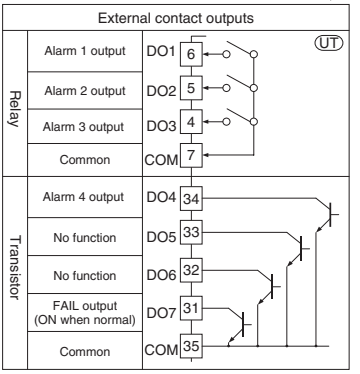 External contact outputs
UT
Relay
Alarm 1 output DO1 6
Alarm 2 output DO2 5
Alarm 3 output DO3 4
Common COM 7
Transistor
Alarm 4 output DO4 34
No function DO5 33
No function DO6 32
FAIL output
(ON when normal) DO7 31
Common COM 35